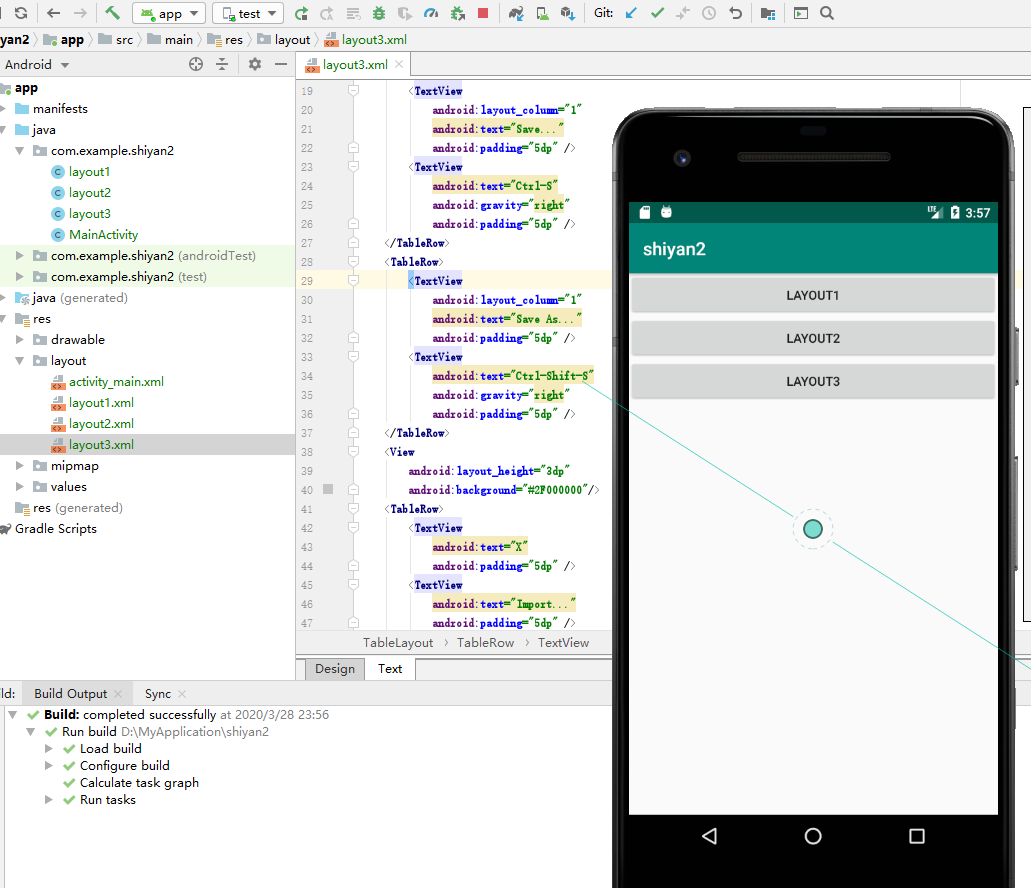 app
test
Git:
yan2 app src main res layout layout3.xml
Android
layout3.xml
app
manifests
java
com.example.shiyan2
layout1
layout2
layout3
MainActivity
com.example.shiyan2 (androidTest)
com.example.shiyan2 (test)
java (generated)
res
drawable
layout
activity_main.xml
layout1.xml
layout2.xml
layout3.xml
mipmap
values
res (generated)
Gradle Scripts
19 <TextView
20 android:layout_column="1"
21 android:text="Save..."
22 android:padding="5dp" />
23 <TextView
24 android:text="Ctrl-S"
25 android:gravity="right"
26 android:padding="5dp" />
27 </TableRow>
28 <TableRow>
29 <TextView
30 android:layout_column="1"
31 android:text="Save As..."
32 android:padding="5dp" />
33 <TextView
34 android:text="Ctrl-Shift-S"
35 android:gravity="right"
36 android:padding="5dp" />
37 </TableRow>
38 <View
39 android:layout_height="3dp"
40 android:background="#2F000000"/>
41 <TableRow>
42 <TextView
43 android:text="X"
44 android:padding="5dp" />
45 <TextView
46 android:text="Import..."
47 android:padding="5dp" />
TableLayout TableRow TextView
Design Text
LTE 3:57
shiyan2
LAYOUT1
LAYOUT2
LAYOUT3
ld: Build Output Sync
Build: completed successfully at 2020/3/28 23:56
Run build D:\MyApplication\shiyan2
Load build
Configure build
Calculate task graph
Run tasks